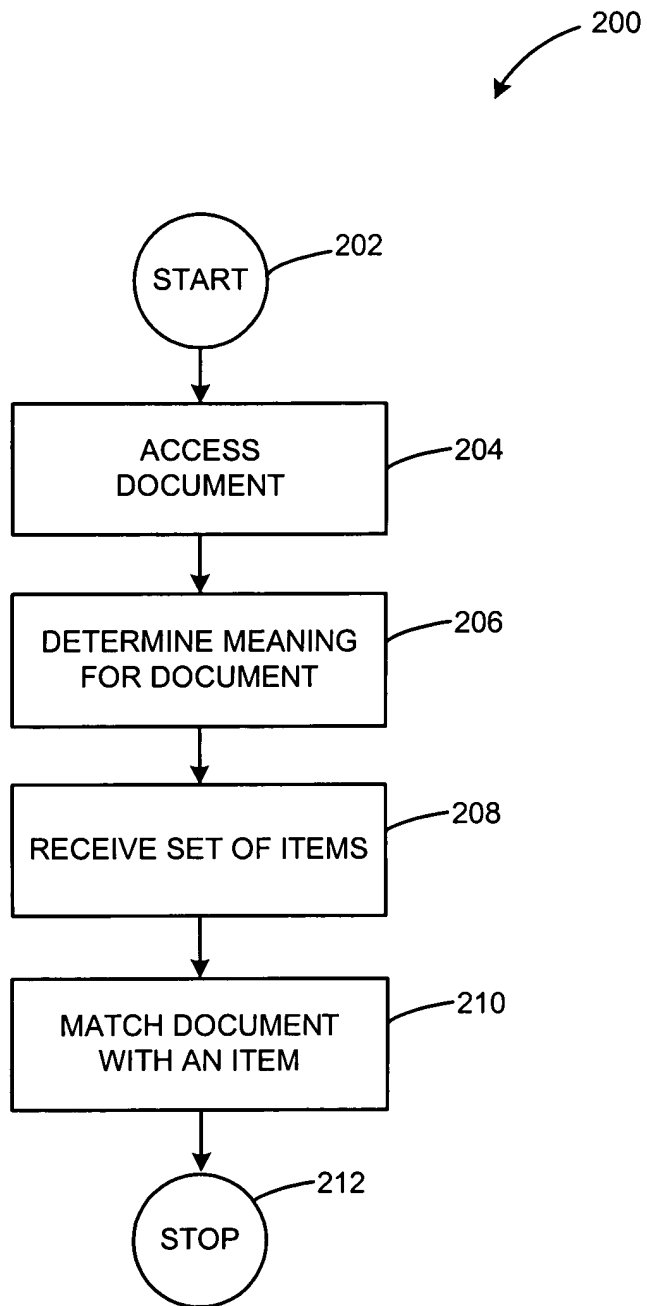 200
START
202
ACCESS
DOCUMENT
204
DETERMINE MEANING
FOR DOCUMENT
206
RECEIVE SET OF ITEMS
208
MATCH DOCUMENT
WITH AN ITEM
210
STOP
212